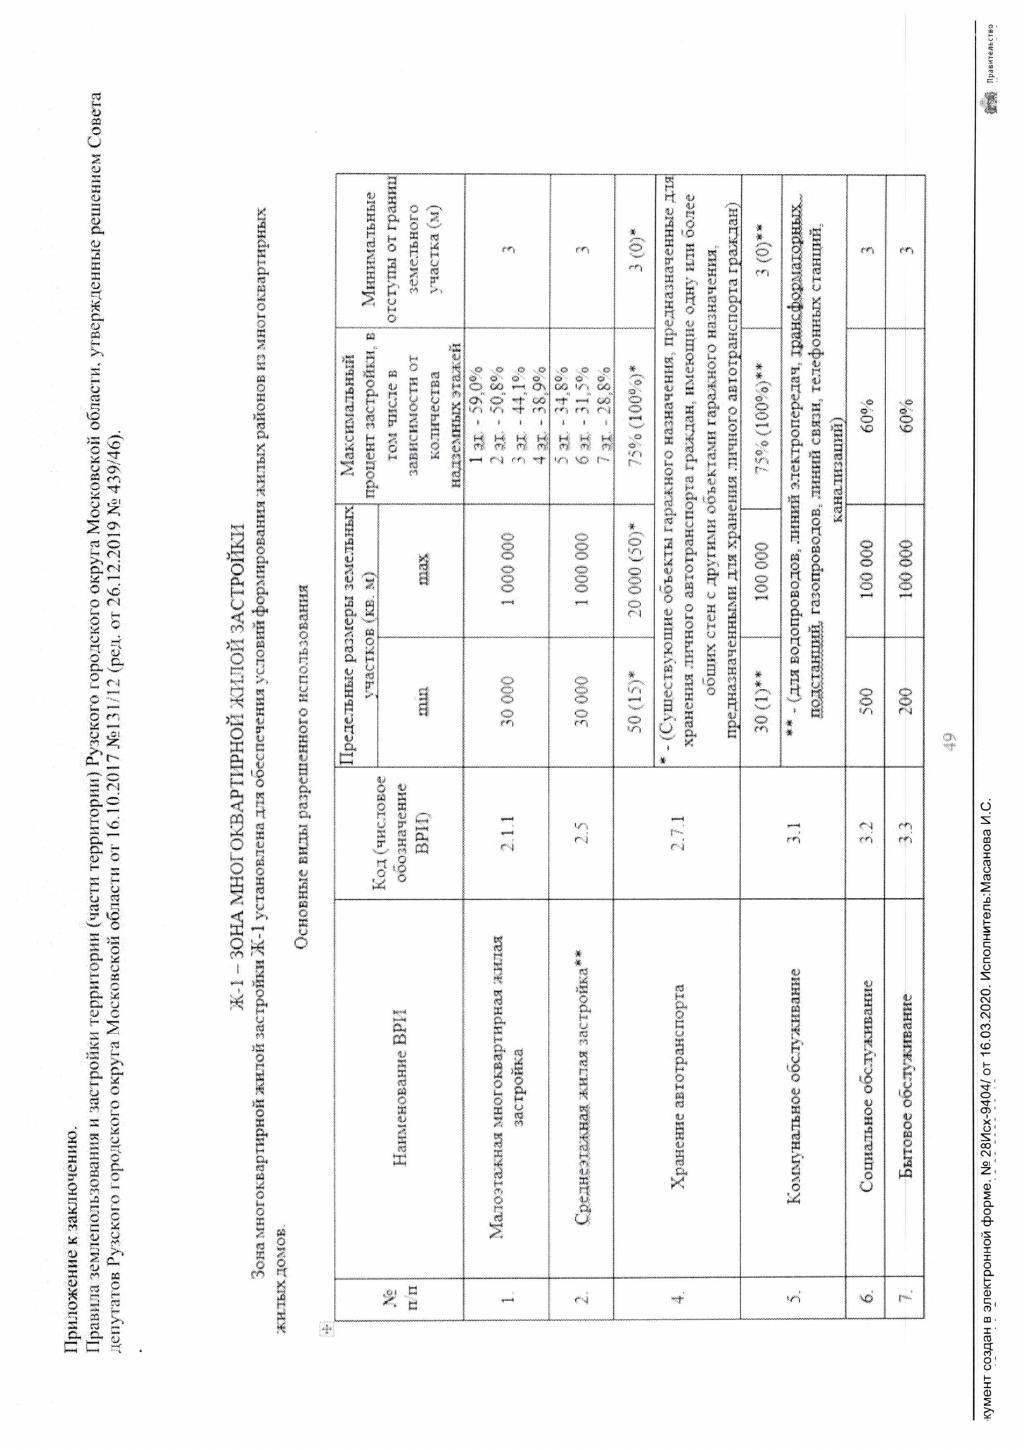 Приложение к заключению.
Правила землепользования и застройки территории (части территории) Рузского городского округа Московской области, утвержденные решением Совета
депутатов Рузского городского округа Московской области от 16.10.2017 №131/12 (ред. от 26.12.2019 № 439/46).
.
Ж-1 – ЗОНА МНОГОКВАРТИРНОЙ ЖИЛОЙ ЗАСТРОЙКИ
Зона многоквартирной жилой застройки Ж-1 установлена для обеспечения условий формирования жилых районов из многоквартирных
жилых домов.
Основные виды разрешенного использования
№
п/п
Наименование ВРИ
Код (числовое
обозначение
ВРИ)
Предельные размеры земельных
участков (кв. м)
min
max
Максимальный
процент застройки, в
том числе в
зависимости от
количества
надземных этажей
Минимальные
отступы от границ
земельного
участка (м)
1.
Малоэтажная многоквартирная жилая
застройка
2.1.1
30 000
1 000 000
1 эт. - 59,0%
2 эт. - 50,8%
3 эт. - 44,1%
4 эт. - 38,9%
3
2.
Среднеэтажная жилая застройка**
2.5
30 000
1 000 000
5 эт. - 34,8%
6 эт. - 31,5%
7 эт. - 28,8%
3
4.
Хранение автотранспорта
2.7.1
50 (15)*
20 000 (50)*
75% (100%)*
3 (0)*
* - (Существующие объекты гаражного назначения, предназначенные для
хранения личного автотранспорта граждан, имеющие одну или более
общих стен с другими объектами гаражного назначения,
предназначенными для хранения личного автотранспорта граждан)
5.
Коммунальное обслуживание
3.1
30 (1)**
100 000
75% (100%)**
3 (0)**
** - (для водопроводов, линий электропередач, трансформаторных
подстанций, газопроводов, линий связи, телефонных станций,
канализаций)
6.
Социальное обслуживание
3.2
500
100 000
60%
3
7.
Бытовое обслуживание
3.3
200
100 000
60%
3
49
кумент создан в электронной форме. № 28Исх-9404/ от 16.03.2020. Исполнитель:Масанова И.С.
Правительство